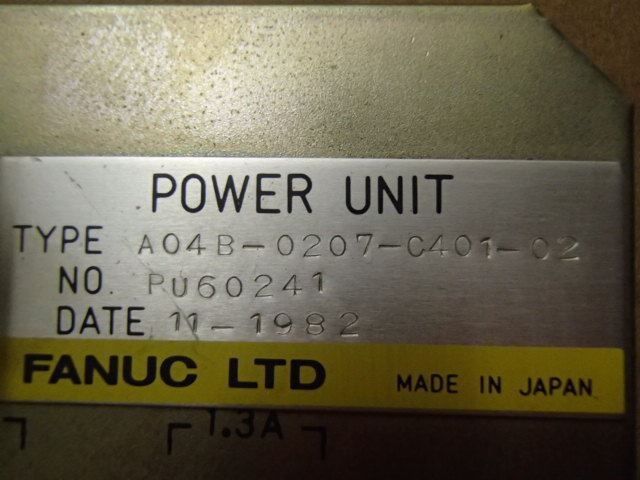 POWER UNIT
TYPE A04B-0207-C401-02
NO. PU60241
DATE 11-1982
FANUC LTD MADE IN JAPAN
1.3A